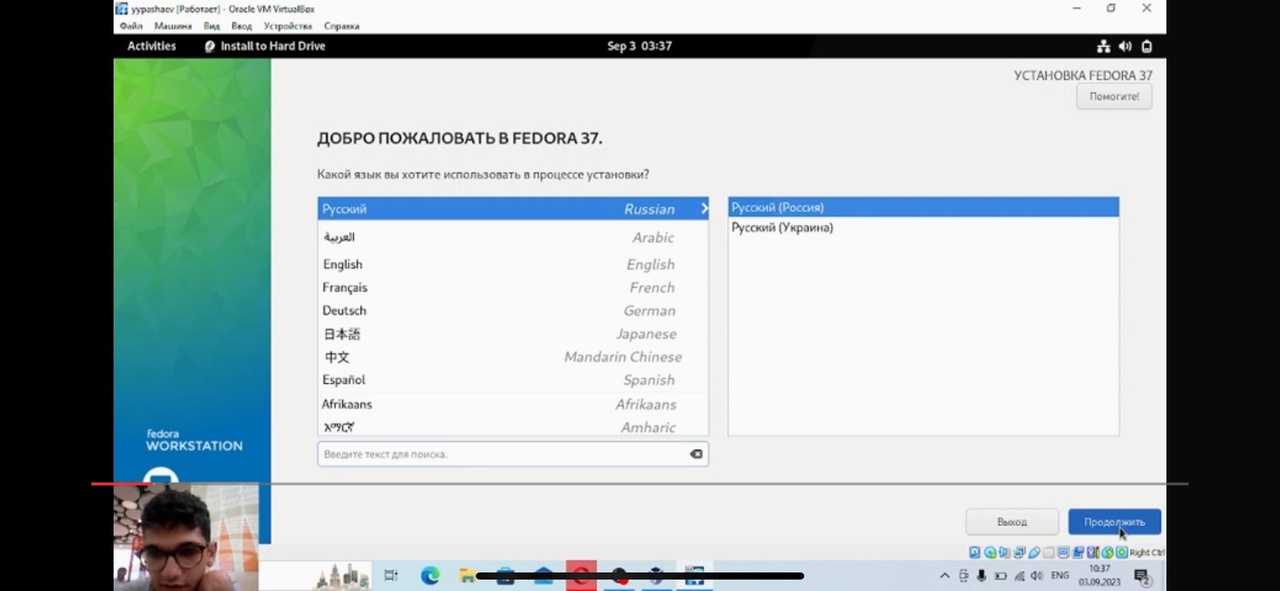 yypashaev [Работает] - Oracle VM VirtualBox
Файл Машина Вид Ввод Устройства Справка
Activities Install to Hard Drive Sep 3 03:37
УСТАНОВКА FEDORA 37
Помогите!
ДОБРО ПОЖАЛОВАТЬ В FEDORA 37.
Какой язык вы хотите использовать в процессе установки?
Русский Russian
العربية Arabic
English English
Français French
Deutsch German
日本語 Japanese
中文 Mandarin Chinese
Español Spanish
Afrikaans Afrikaans
አማርኛ Amharic
Русский (Россия)
Русский (Украина)
Введите текст для поиска.
fedora
WORKSTATION
Выход Продолжить
Right Ctrl
ENG 10:37
03.09.2023
2